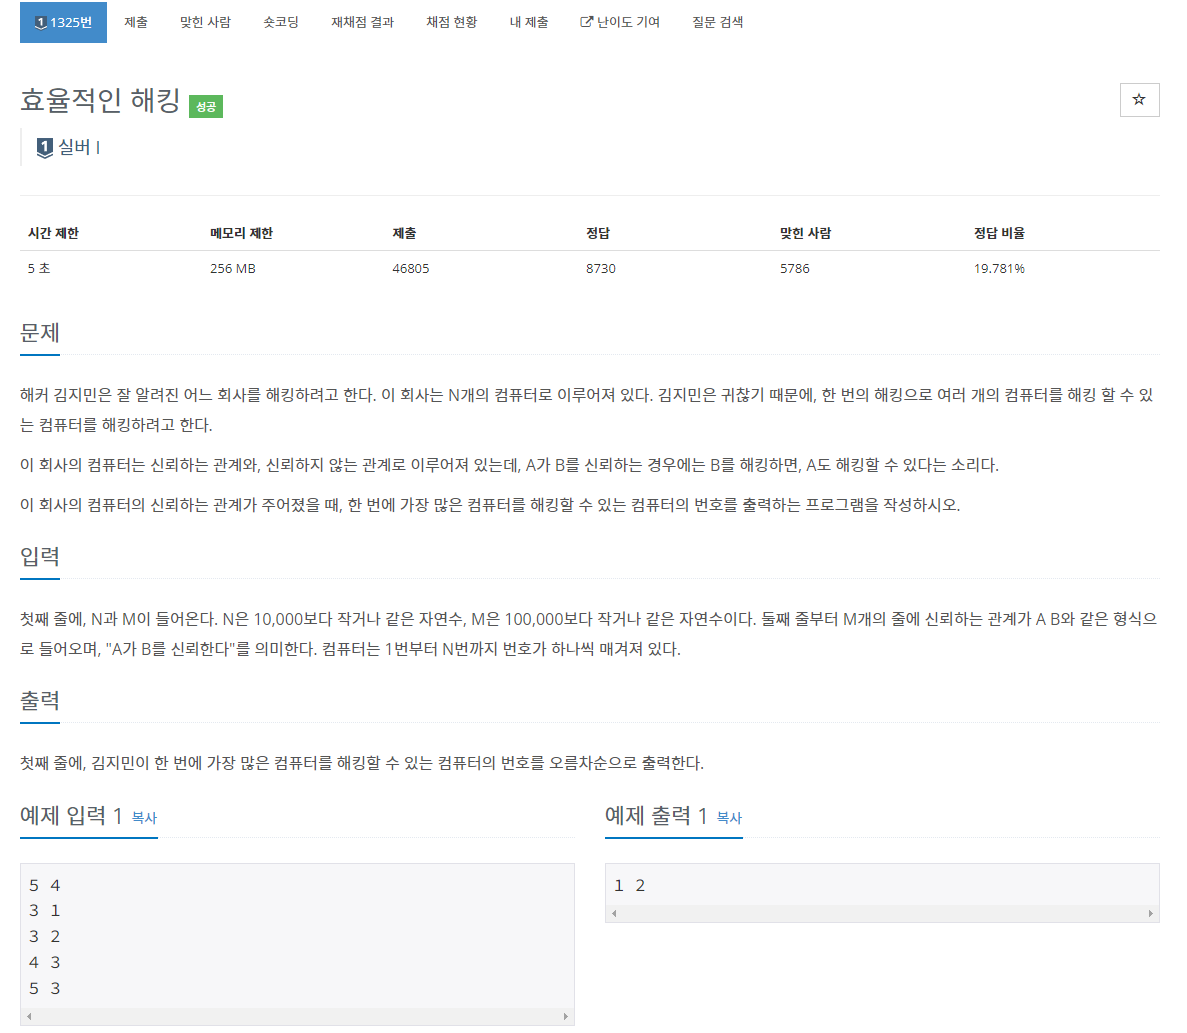 1 1325번 제출 맞힌 사람 숏코딩 재채점 결과 채점 현황 내 제출 난이도 기여 질문 검색
효율적인 해킹 성공
1 실버 I
시간 제한 메모리 제한 제출 정답 맞힌 사람 정답 비율
5 초 256 MB 46805 8730 5786 19.781%
문제
해커 김지민은 잘 알려진 어느 회사를 해킹하려고 한다. 이 회사는 N개의 컴퓨터로 이루어져 있다. 김지민은 귀찮기 때문에, 한 번의 해킹으로 여러 개의 컴퓨터를 해킹 할 수 있
는 컴퓨터를 해킹하려고 한다.
이 회사의 컴퓨터는 신뢰하는 관계와, 신뢰하지 않는 관계로 이루어져 있는데, A가 B를 신뢰하는 경우에는 B를 해킹하면, A도 해킹할 수 있다는 소리다.
이 회사의 컴퓨터의 신뢰하는 관계가 주어졌을 때, 한 번에 가장 많은 컴퓨터를 해킹할 수 있는 컴퓨터의 번호를 출력하는 프로그램을 작성하시오.
입력
첫째 줄에, N과 M이 들어온다. N은 10,000보다 작거나 같은 자연수, M은 100,000보다 작거나 같은 자연수이다. 둘째 줄부터 M개의 줄에 신뢰하는 관계가 A B와 같은 형식으
로 들어오며, "A가 B를 신뢰한다"를 의미한다. 컴퓨터는 1번부터 N번까지 번호가 하나씩 매겨져 있다.
출력
첫째 줄에, 김지민이 한 번에 가장 많은 컴퓨터를 해킹할 수 있는 컴퓨터의 번호를 오름차순으로 출력한다.
예제 입력 1 복사
5 4
3 1
3 2
4 3
5 3
예제 출력 1 복사
1 2